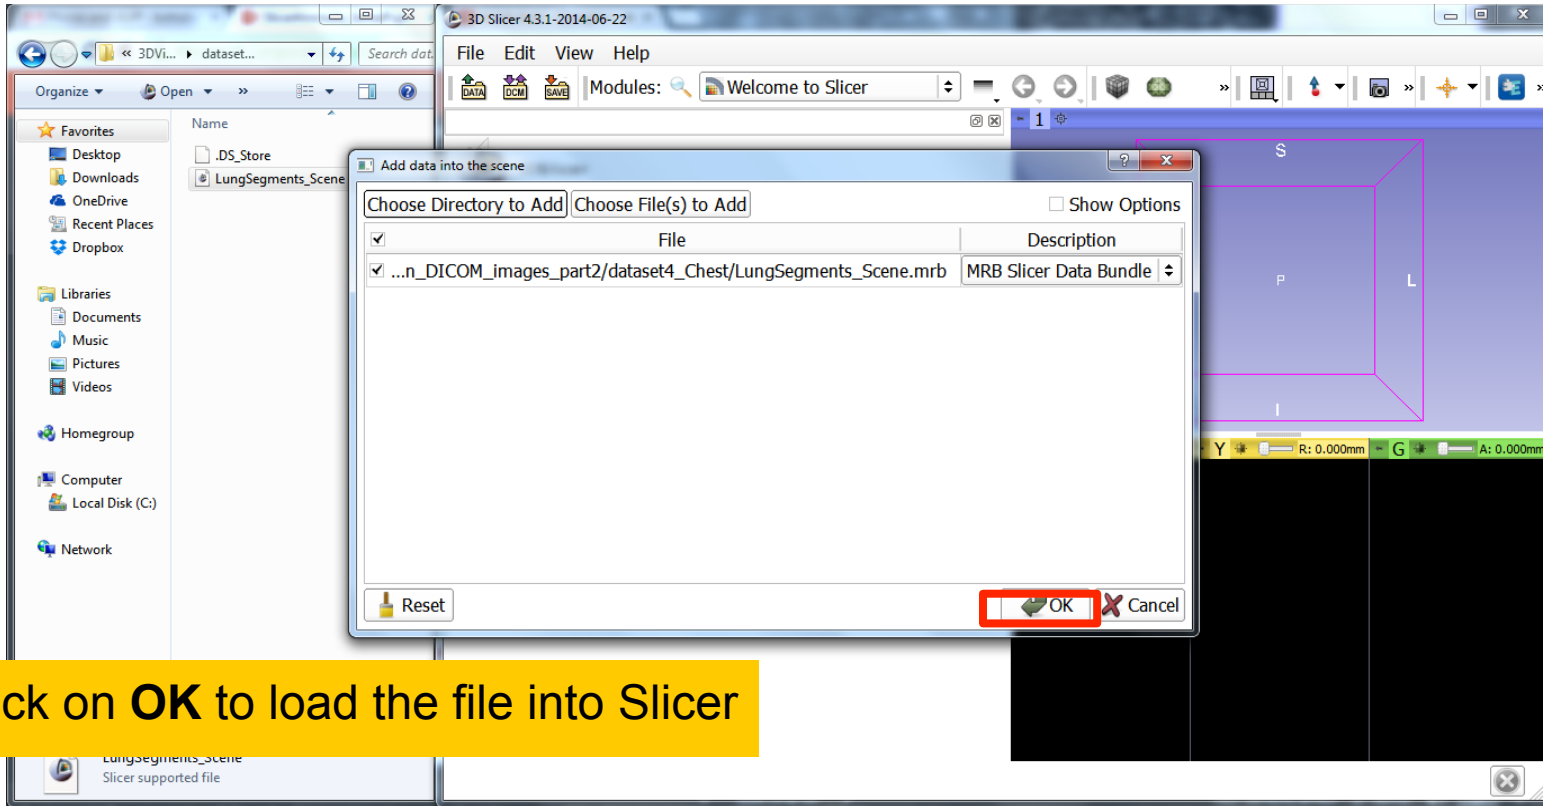 3D Slicer 4.3.1-2014-06-22
« 3DVi... ▸ dataset...
Search dat
File Edit View Help
Organize Open »
DATA DCM SAVE Modules: Welcome to Slicer » » »
1
Name
Favorites
Desktop
Downloads
OneDrive
Recent Places
Dropbox
.DS_Store
LungSegments_Scene
Libraries
Documents
Music
Pictures
Videos
Homegroup
Computer
Local Disk (C:)
Network
Add data into the scene
Choose Directory to Add Choose File(s) to Add Show Options
File Description
...n_DICOM_images_part2/dataset4_Chest/LungSegments_Scene.mrb MRB Slicer Data Bundle
Reset OK Cancel
S
P L
I
Y R: 0.000mm G A: 0.000mm
ck on OK to load the file into Slicer
LungSegments_Scene
Slicer supported file